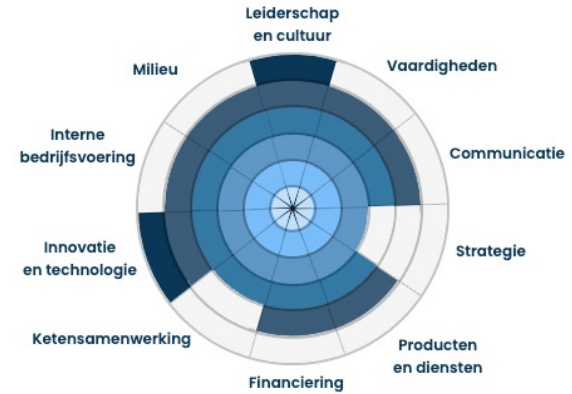 Leiderschap
en cultuur
Vaardigheden
Communicatie
Strategie
Producten
en diensten
Financiering
Ketensamenwerking
Innovatie
en technologie
Interne
bedrijfsvoering
Milieu